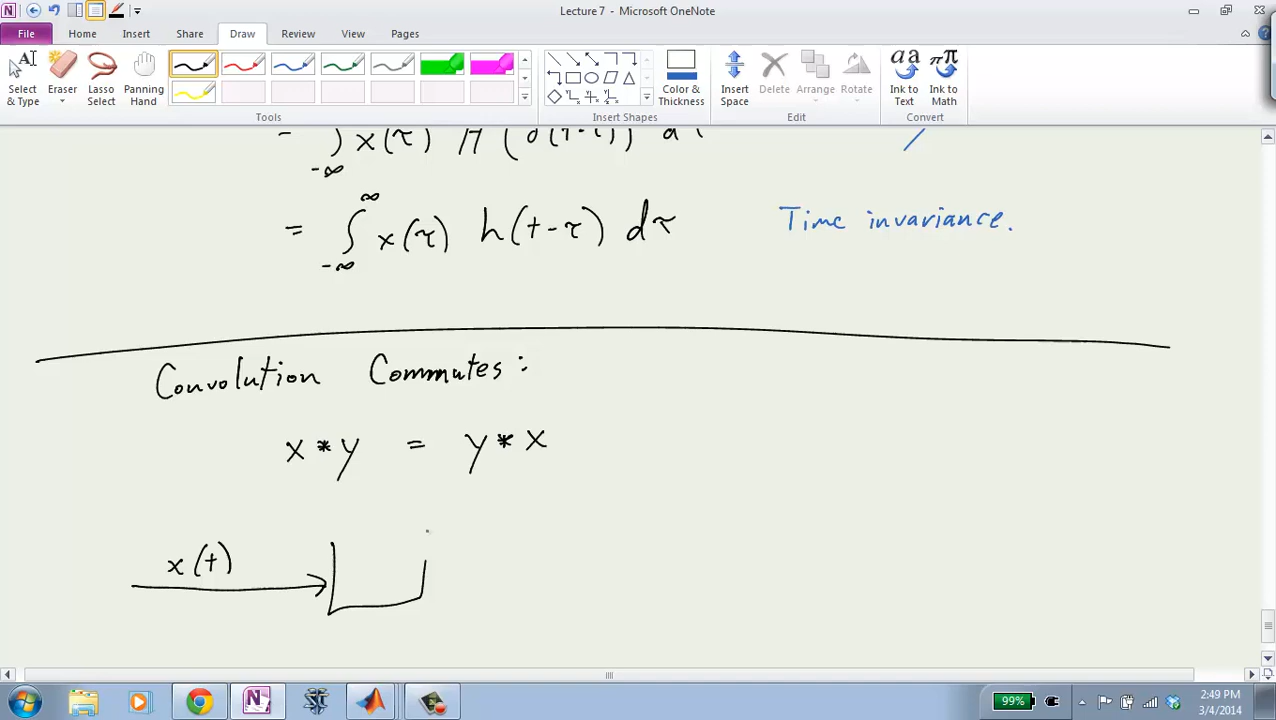 Lecture 7 - Microsoft OneNote
File Home Insert Share Draw Review View Pages
Select & Type Eraser Lasso Select Panning Hand Color & Thickness Insert Space Delete Arrange Rotate Ink to Text Ink to Math
Tools Insert Shapes Edit Convert
= ∫ x(τ) H(δ(t-τ)) dτ
-∞
= ∫_{-∞}^{∞} x(τ) h(t-τ) dτ Time invariance.
Convolution Commutes:
x * y = y * x
x(t)
99%
2:49 PM
3/4/2014